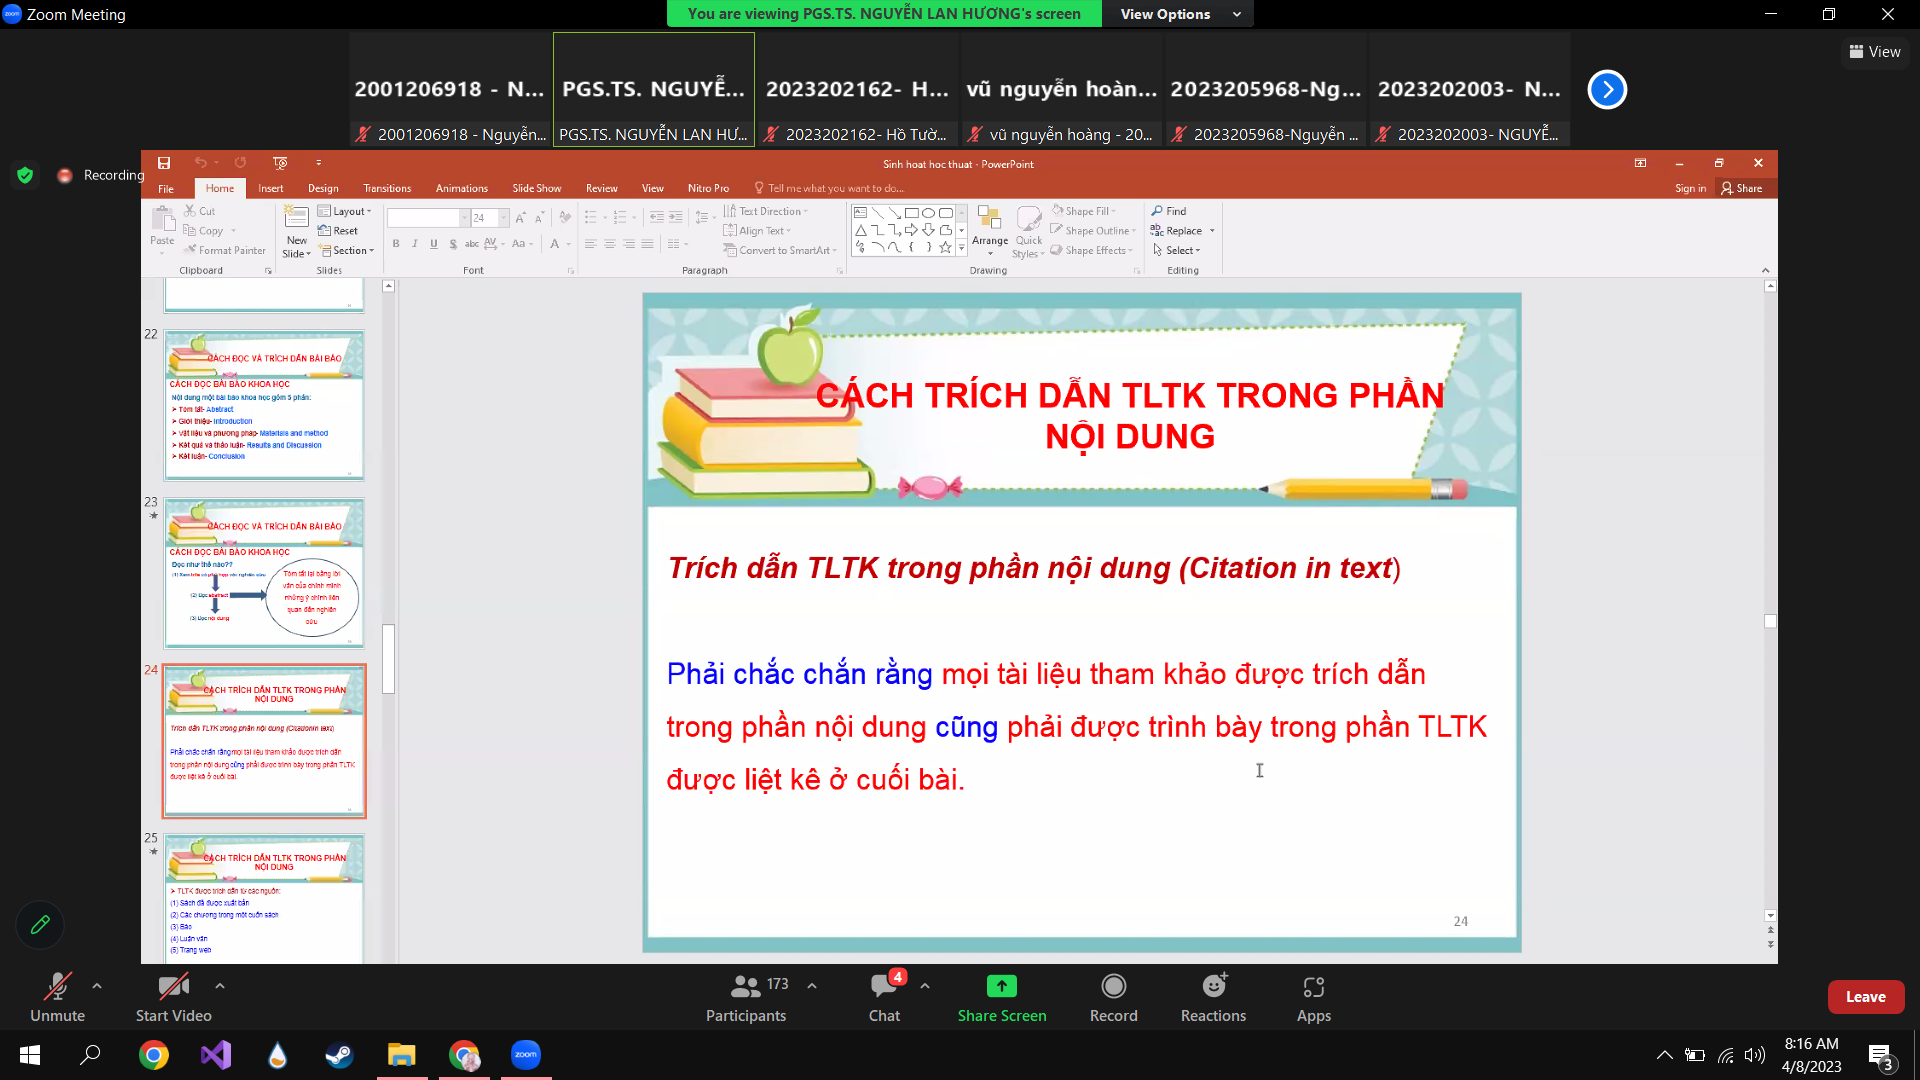 Zoom Meeting
You are viewing PGS.TS. NGUYỄN LAN HƯƠNG's screen
View Options
View
2001206918 - N...
PGS.TS. NGUYỄ...
2023202162- H...
vũ nguyễn hoàn...
2023205968-Ng...
2023202003- N...
2001206918 - Nguyễn...
PGS.TS. NGUYỄN LAN HƯ...
2023202162- Hồ Tườ...
vũ nguyễn hoàng - 20...
2023205968-Nguyễn ...
2023202003- NGUYỄ...
Recording
Sinh hoat hoc thuat - PowerPoint
File
Home
Insert
Design
Transitions
Animations
Slide Show
Review
View
Nitro Pro
Tell me what you want to do...
Sign in
Share
Paste
Cut
Copy
Format Painter
Clipboard
New Slide
Layout
Reset
Section
Slides
24
Font
Text Direction
Align Text
Convert to SmartArt
Paragraph
Arrange
Quick Styles
Shape Fill
Shape Outline
Shape Effects
Drawing
Find
Replace
Select
Editing
22
CÁCH ĐỌC VÀ TRÍCH DẪN BÀI BÁO
CÁCH ĐỌC BÀI BÁO KHOA HỌC
Nội dung một bài báo khoa học gồm 5 phần:
➤ Tóm tắt- Abstract
➤ Giới thiệu- Introduction
➤ Vật liệu và phương pháp- Materials and method
➤ Kết quả và thảo luận- Results and Discussion
➤ Kết luận- Conclusion
23
CÁCH ĐỌC VÀ TRÍCH DẪN BÀI BÁO
CÁCH ĐỌC BÀI BÁO KHOA HỌC
Đọc như thế nào??
(2) Đọc abstract
(3) Đọc nội dung
Tóm tắt lại bằng lời
văn của chính mình
những ý chính liên
quan đến nghiên
cứu
24
CÁCH TRÍCH DẪN TLTK TRONG PHẦN
NỘI DUNG
Trích dẫn TLTK trong phần nội dung (Citation in text)
Phải chắc chắn rằng mọi tài liệu tham khảo được trích dẫn
trong phần nội dung cũng phải được trình bày trong phần TLTK
được liệt kê ở cuối bài.
25
CÁCH TRÍCH DẪN TLTK TRONG PHẦN
NỘI DUNG
➤ TLTK được trích dẫn từ các nguồn:
(1) Sách đã được xuất bản
(2) Các chương trong một cuốn sách
(3) Báo
(4) Luận văn
(5) Trang web
CÁCH TRÍCH DẪN TLTK TRONG PHẦN
NỘI DUNG
Trích dẫn TLTK trong phần nội dung (Citation in text)
Phải chắc chắn rằng mọi tài liệu tham khảo được trích dẫn
trong phần nội dung cũng phải được trình bày trong phần TLTK
được liệt kê ở cuối bài.
24
Unmute
Start Video
173
Participants
4
Chat
Share Screen
Record
Reactions
Apps
Leave
zoom
8:16 AM
4/8/2023
3